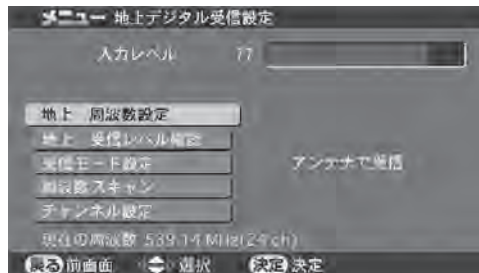 メニュー 地上デジタル受信設定
入力レベル 77
地上 周波数設定
地上 受信レベル確認
受信モード設定
アンテナで受信
周波数スキャン
チャンネル設定
現在の周波数 539.14 MHz(24ch)
戻る 前画面 選択 決定 決定